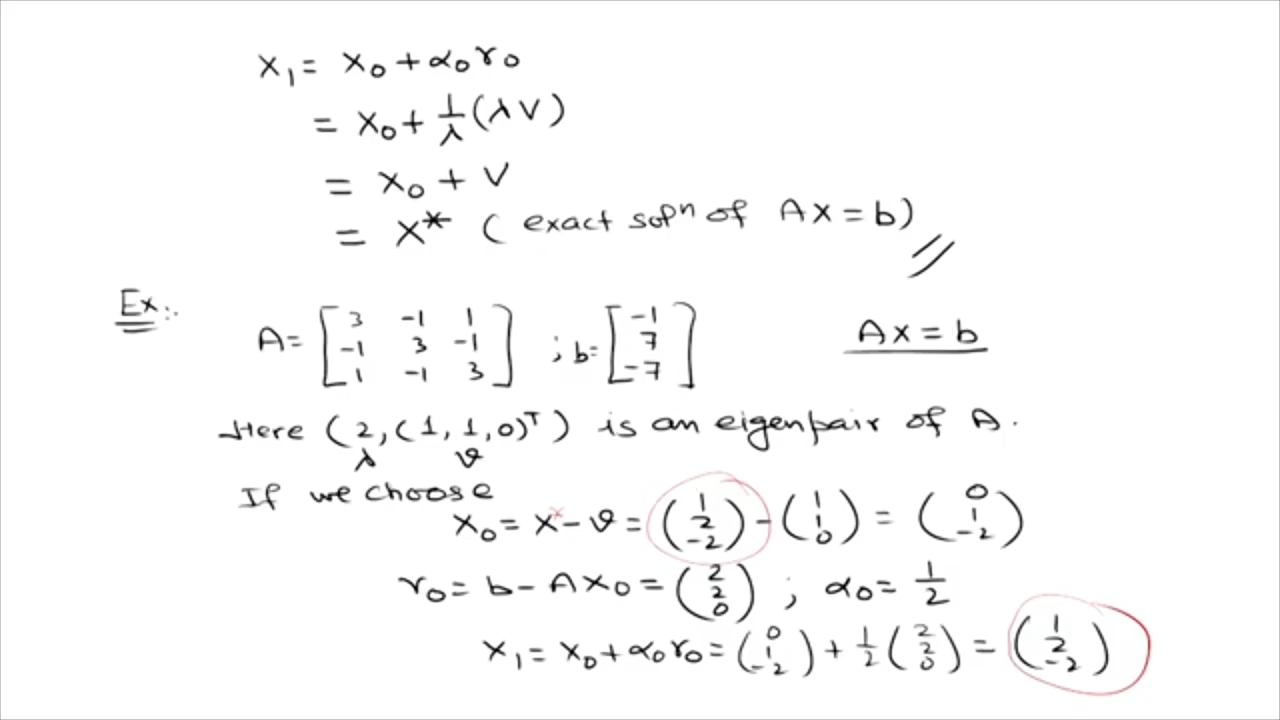 x₁ = x₀ + α₀r₀
= x₀ + 1/λ (λv)
= x₀ + v
= x* (exact solⁿ of Ax = b)
Ex:.
A = [3 -1 1; -1 3 -1; 1 -1 3] ; b = [-1; 7; -7] Ax = b
Here (2, (1, 1, 0)ᵀ) is an eigenpair of A.
λ v
If we choose
x₀ = x* - v = (1; 2; -2) - (1; 1; 0) = (0; 1; -2)
r₀ = b - Ax₀ = (2; 2; 0) ; α₀ = 1/2
x₁ = x₀ + α₀r₀ = (0; 1; -2) + 1/2 (2; 2; 0) = (1; 2; -2)